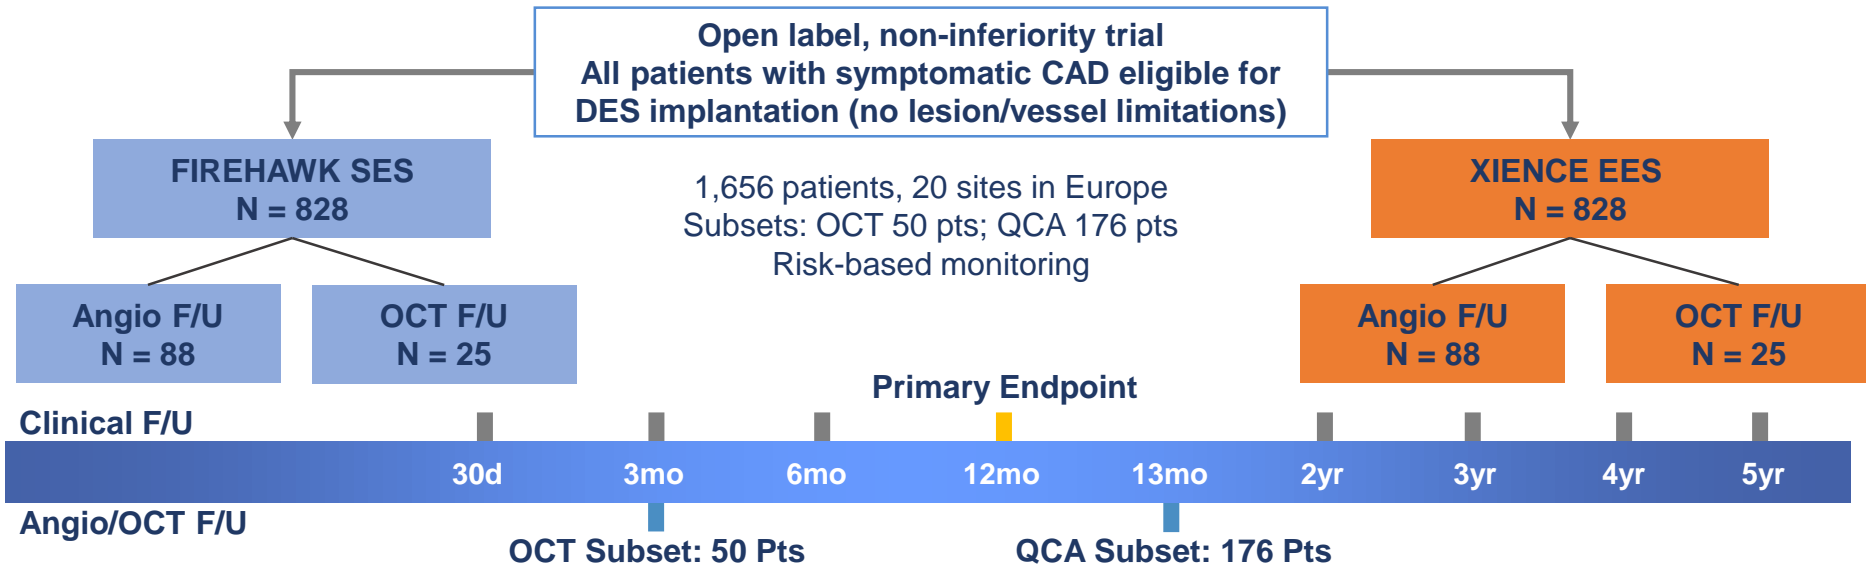 Open label, non-inferiority trial
All patients with symptomatic CAD eligible for
DES implantation (no lesion/vessel limitations)
FIREHAWK SES
N = 828
1,656 patients, 20 sites in Europe
Subsets: OCT 50 pts; QCA 176 pts
Risk-based monitoring
XIENCE EES
N = 828
Angio F/U
N = 88
OCT F/U
N = 25
Angio F/U
N = 88
OCT F/U
N = 25
Primary Endpoint
Clinical F/U
30d 3mo 6mo 12mo 13mo 2yr 3yr 4yr 5yr
Angio/OCT F/U
OCT Subset: 50 Pts
QCA Subset: 176 Pts